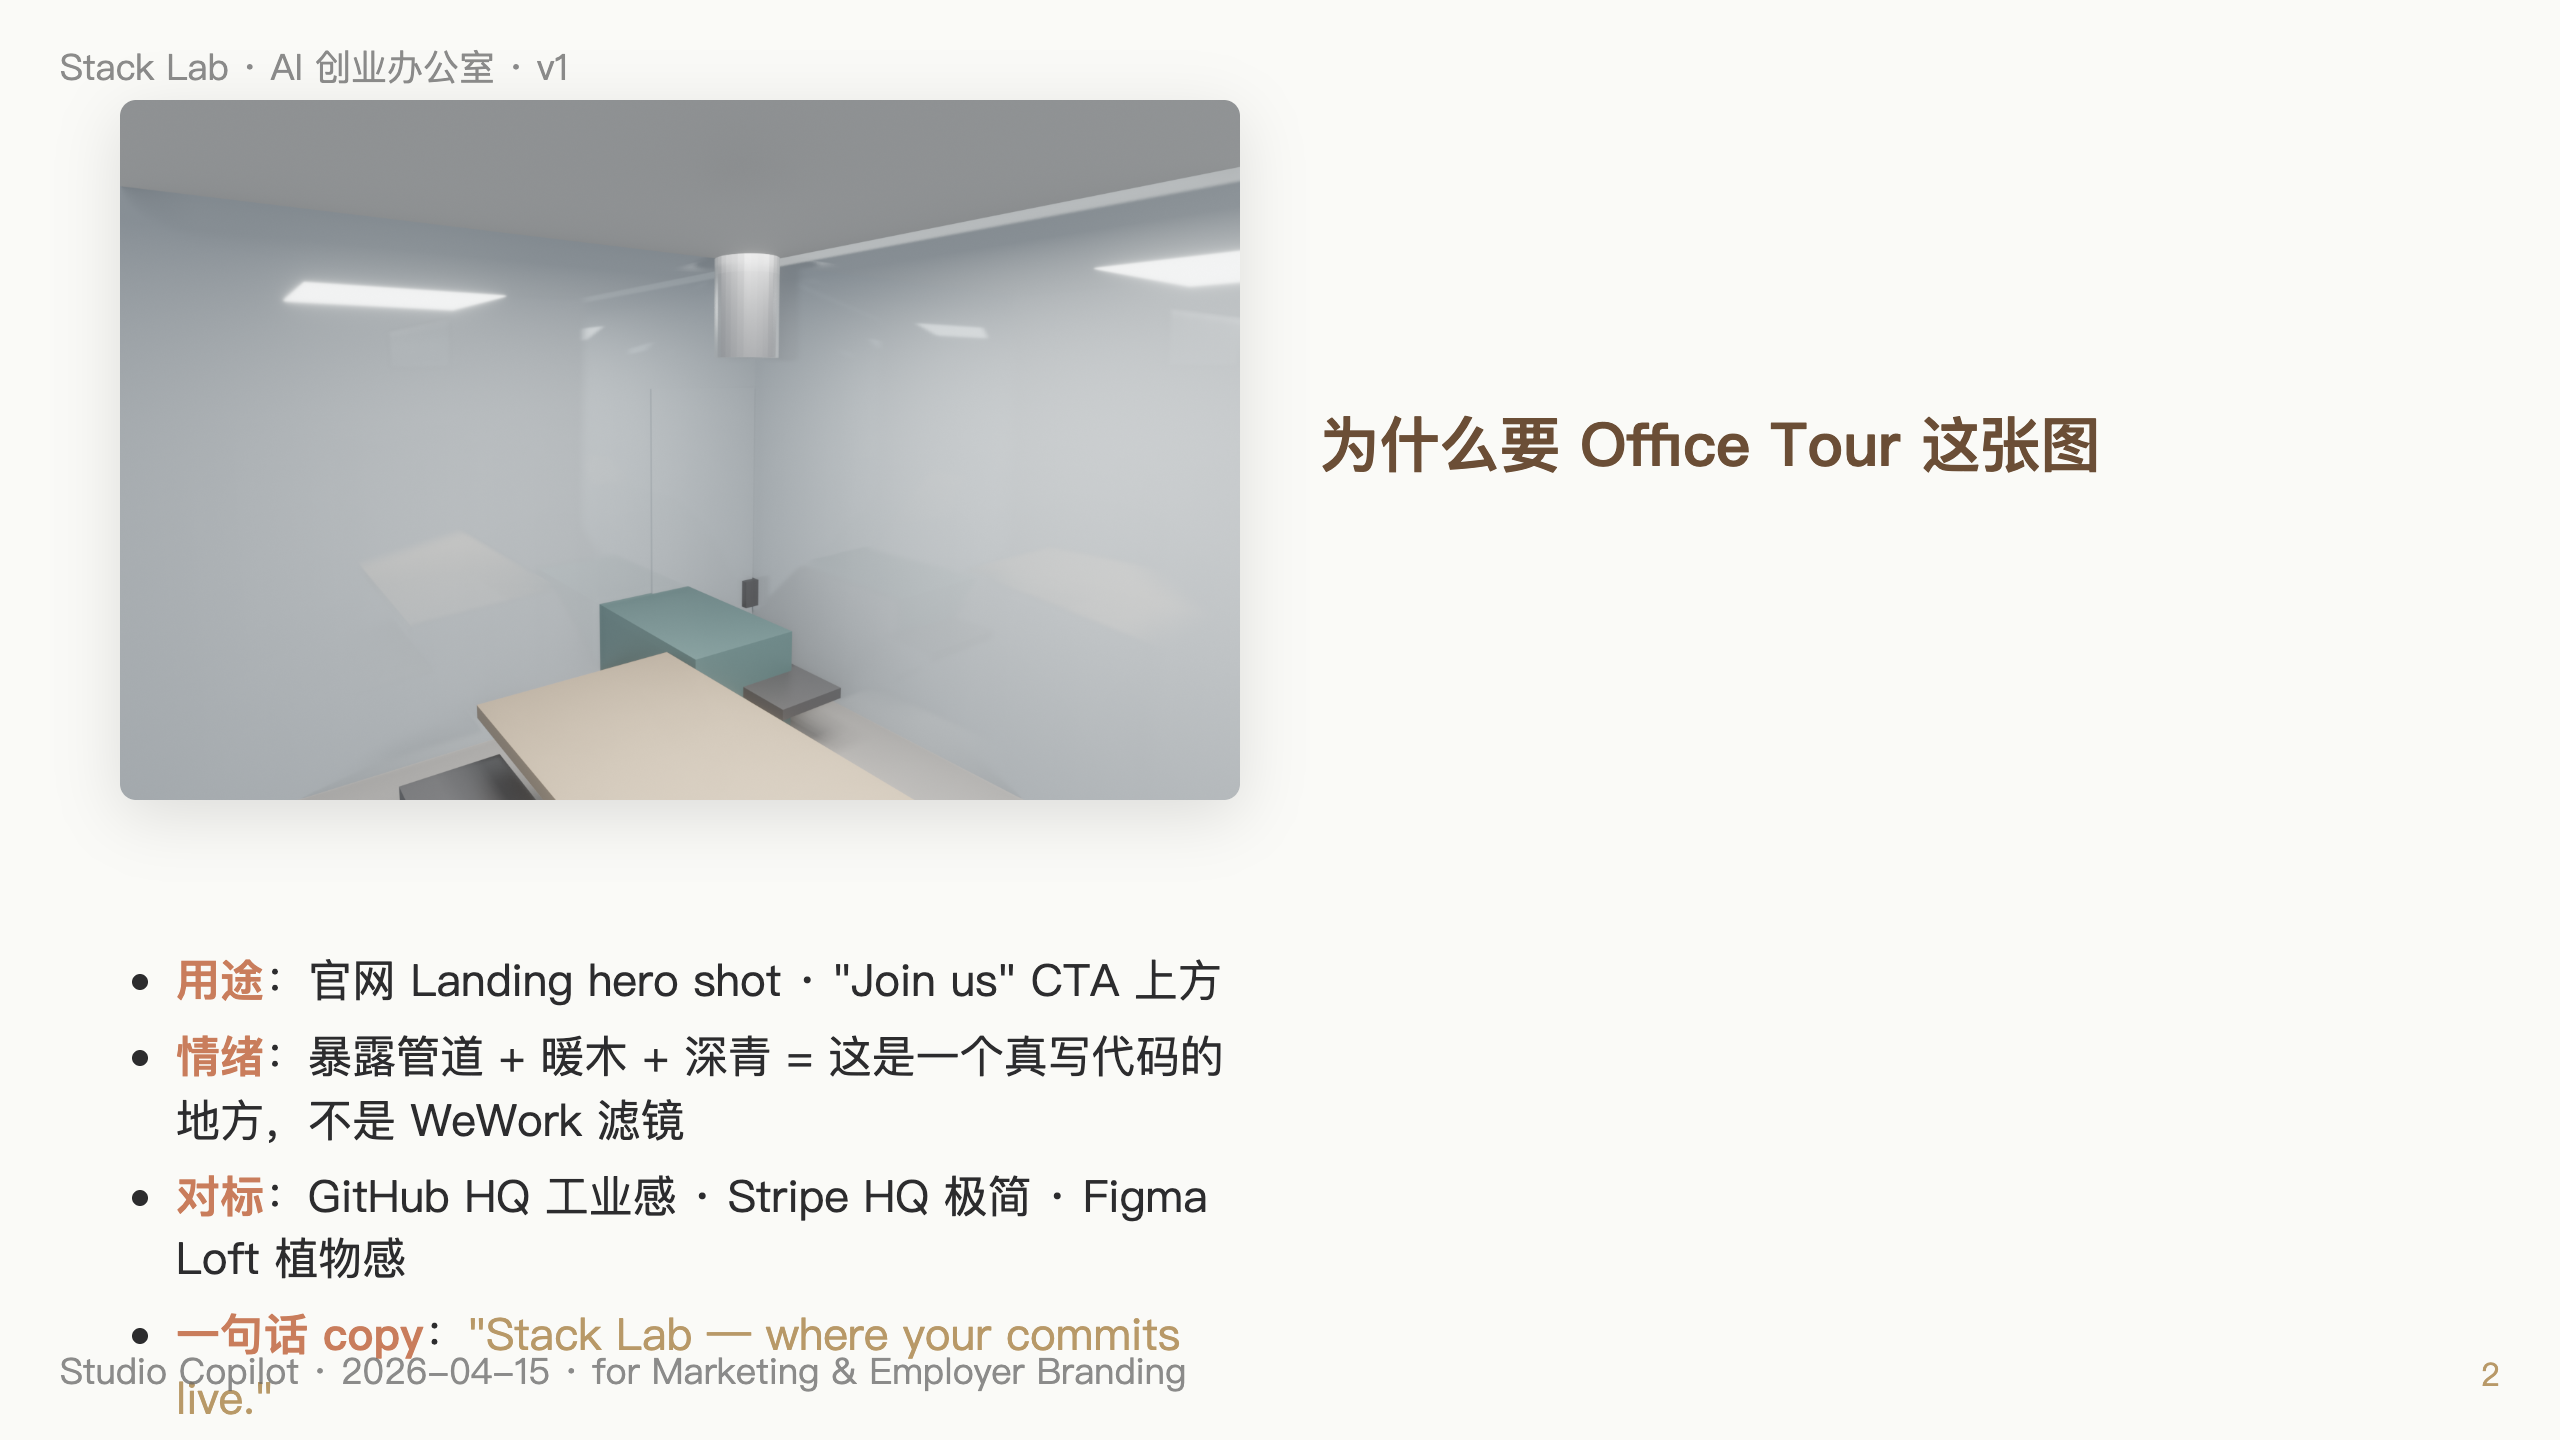 Stack Lab · AI 创业办公室 · v1
为什么要 Office Tour 这张图
• 用途：官网 Landing hero shot · "Join us" CTA 上方
• 情绪：暴露管道 + 暖木 + 深青 = 这是一个真写代码的
地方，不是 WeWork 滤镜
• 对标：GitHub HQ 工业感 · Stripe HQ 极简 · Figma
Loft 植物感
• 一句话 copy："Stack Lab — where your commits
live."
Studio Copilot · 2026-04-15 · for Marketing & Employer Branding
2